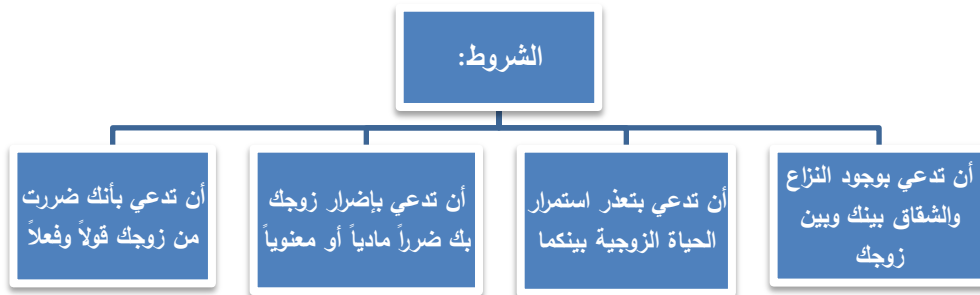 الشروط:
أن تدعي بوجود النزاع
والشقاق بينك وبين
زوجك
أن تدعي بتعذر استمرار
الحياة الزوجية بينكما
أن تدعي بإضرار زوجك
بك ضرراً مادياً أو معنوياً
أن تدعي بأنك ضررت
من زوجك قولاً وفعلاً